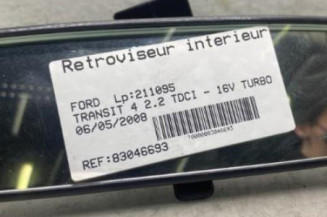 Retroviseur interieur
FORD Lp:211095
TRANSIT 4 2.2 TDCI - 16V TURBO
06/05/2008
REF:83046693